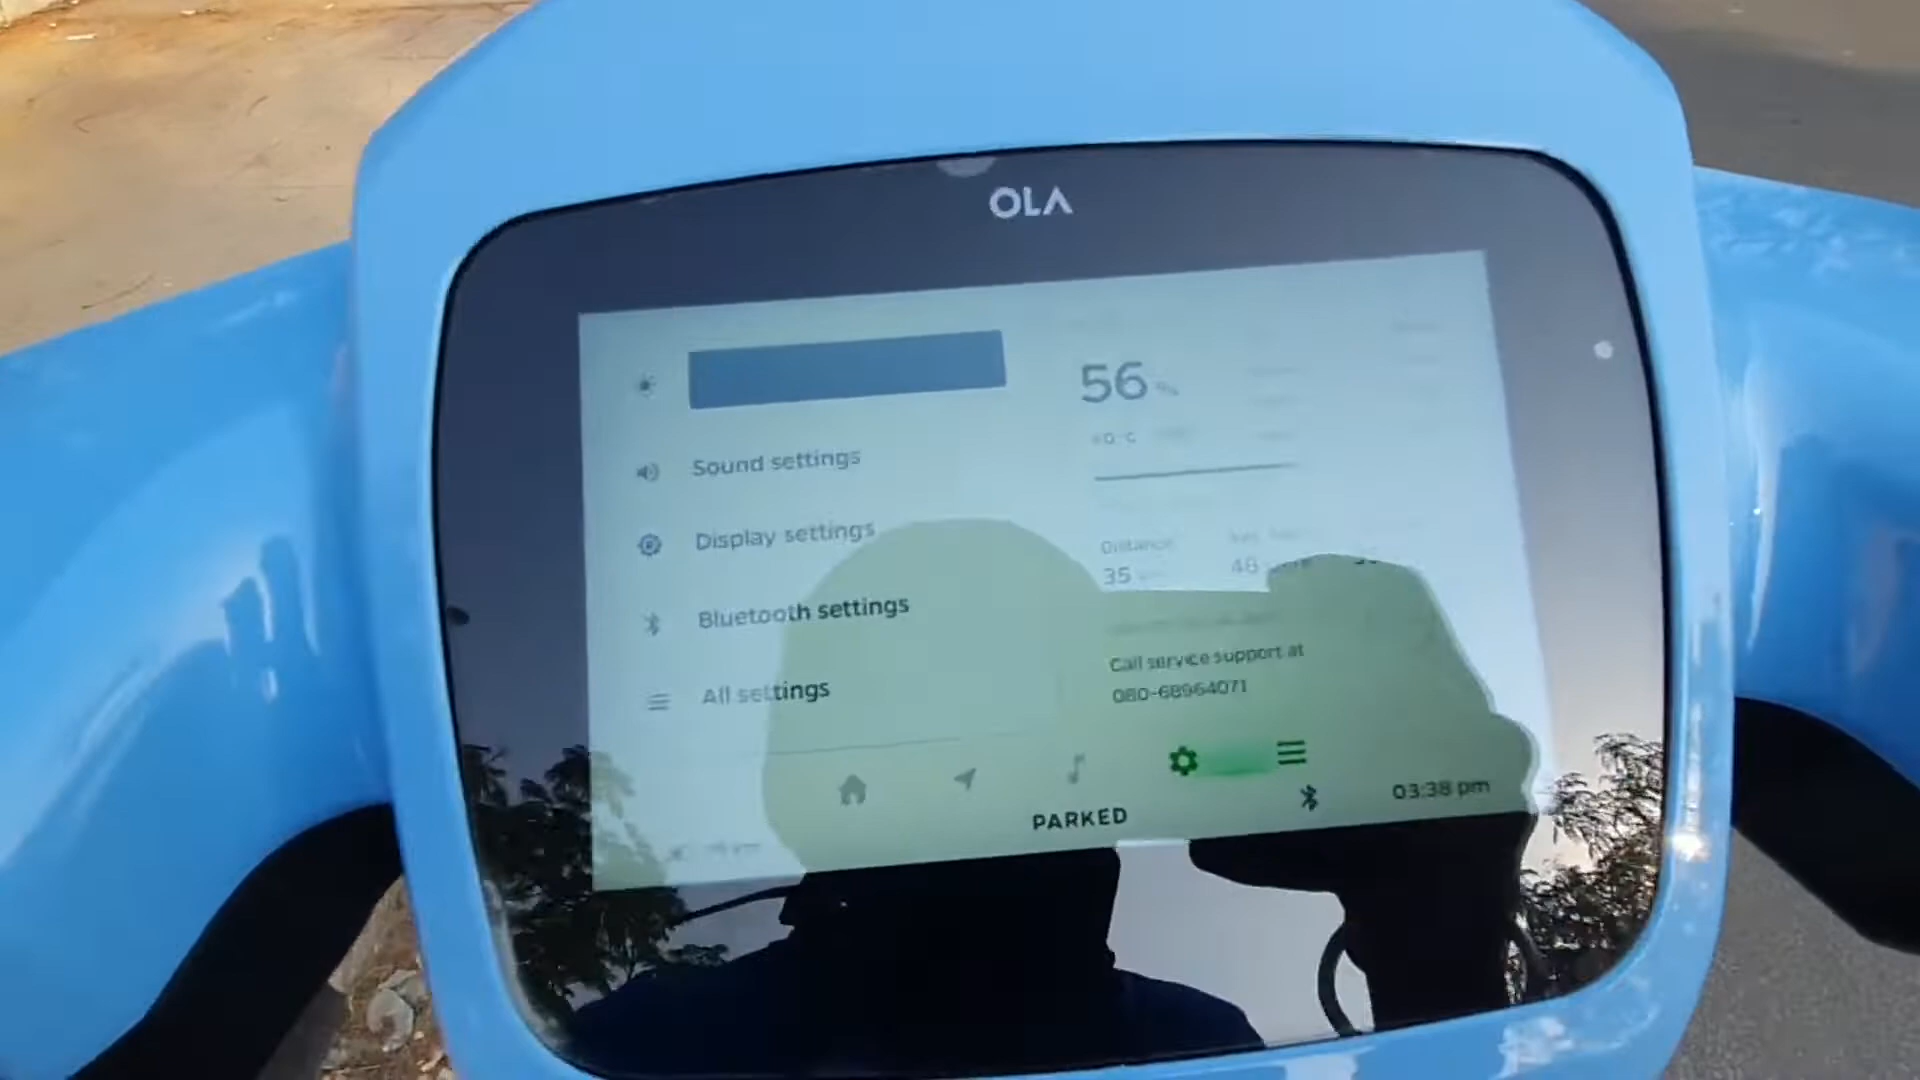 OLA
56 %
Sound settings
Display settings
Distance
35
48
Bluetooth settings
Call service support at
080-68964071
All settings
PARKED
03:38 pm